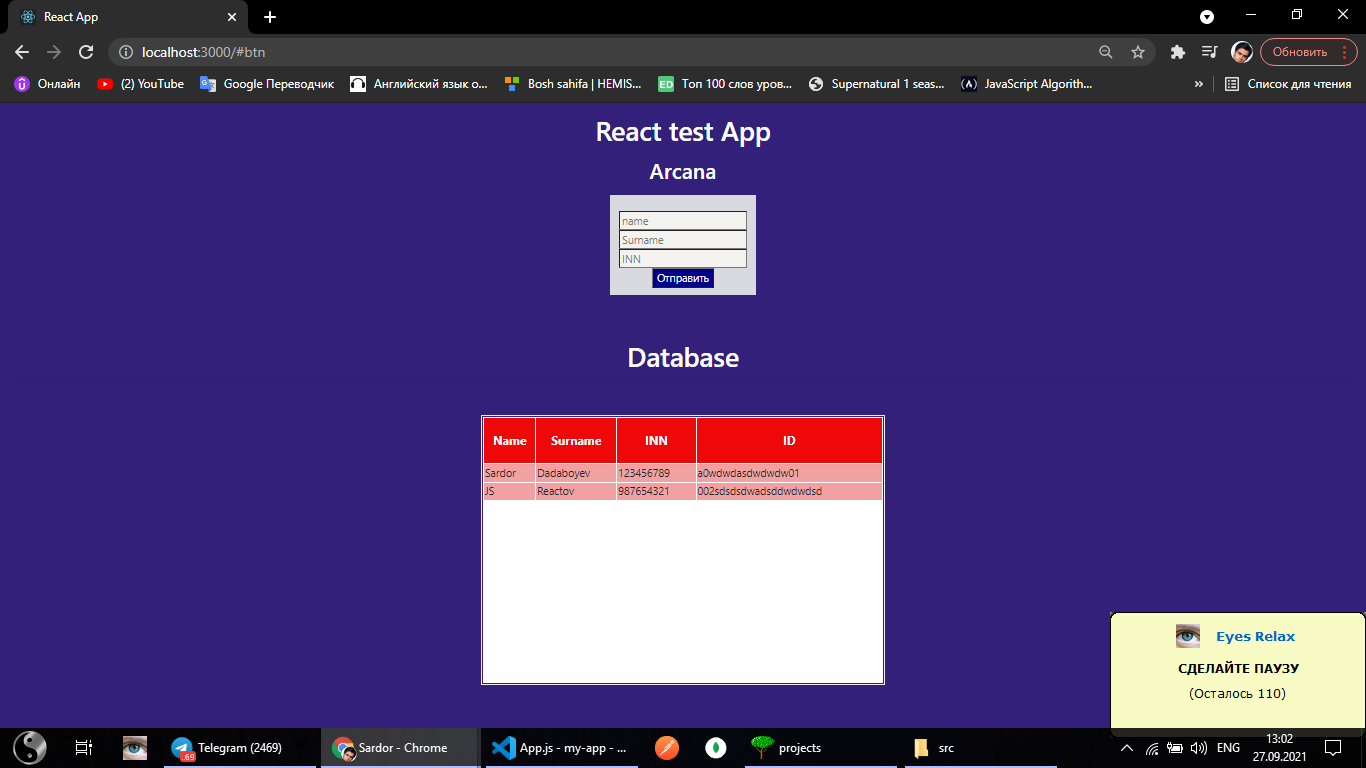 React App
localhost:3000/#btn
Обновить
Онлайн
(2) YouTube
Google Переводчик
Английский язык о...
Bosh sahifa | HEMIS...
ED
Топ 100 слов уров...
Supernatural 1 seas...
JavaScript Algorith...
»
Список для чтения
React test App
Arcana
name
Surname
INN
Отправить
Database
Name Surname INN ID
Sardor Dadaboyev 123456789 a0wdwdasdwdwdw01
JS Reactov 987654321 002sdsdsdwadsddwdwdsd
Eyes Relax
СДЕЛАЙТЕ ПАУЗУ
(Осталось 110)
Telegram (2469)
.69
Sardor - Chrome
App.js - my-app - ...
projects
src
ENG
13:02
27.09.2021